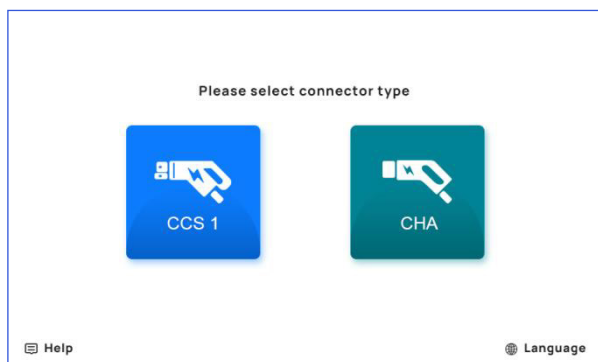 Please select connector type
CCS 1
CHA
Help
Language